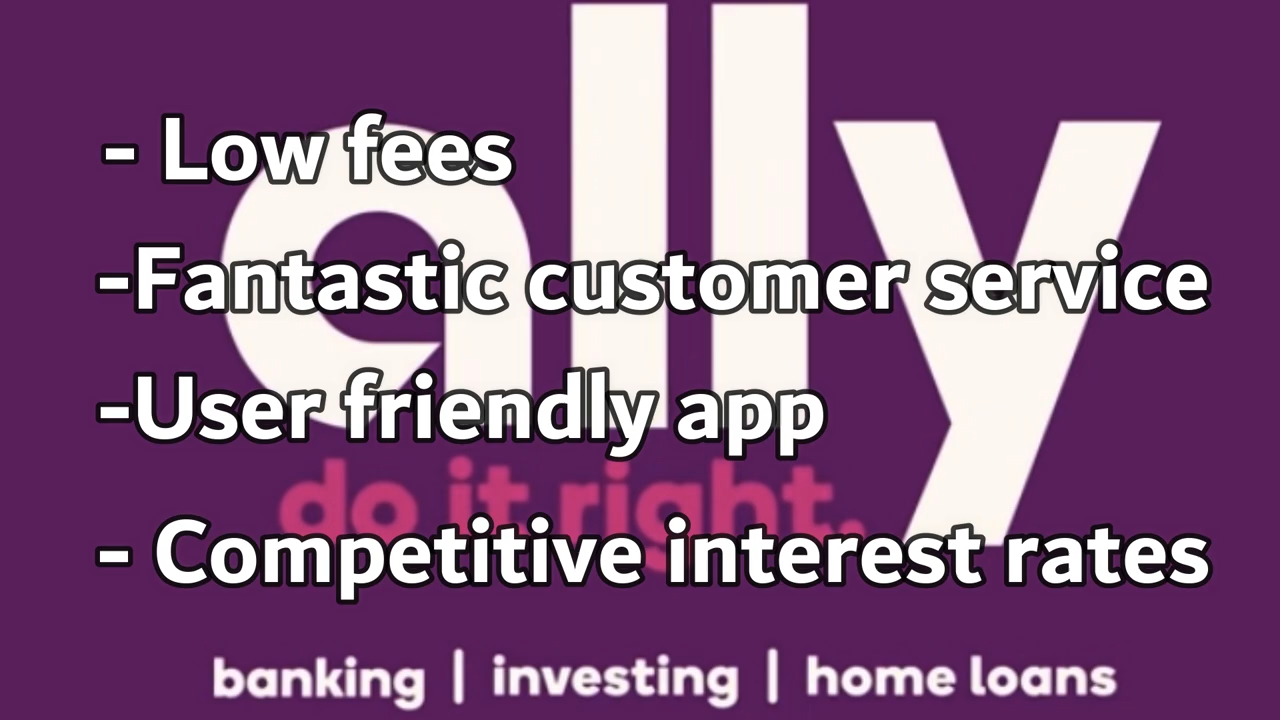 ally
- Low fees
-Fantastic customer service
-User friendly app
do it right.
- Competitive interest rates
banking | investing | home loans